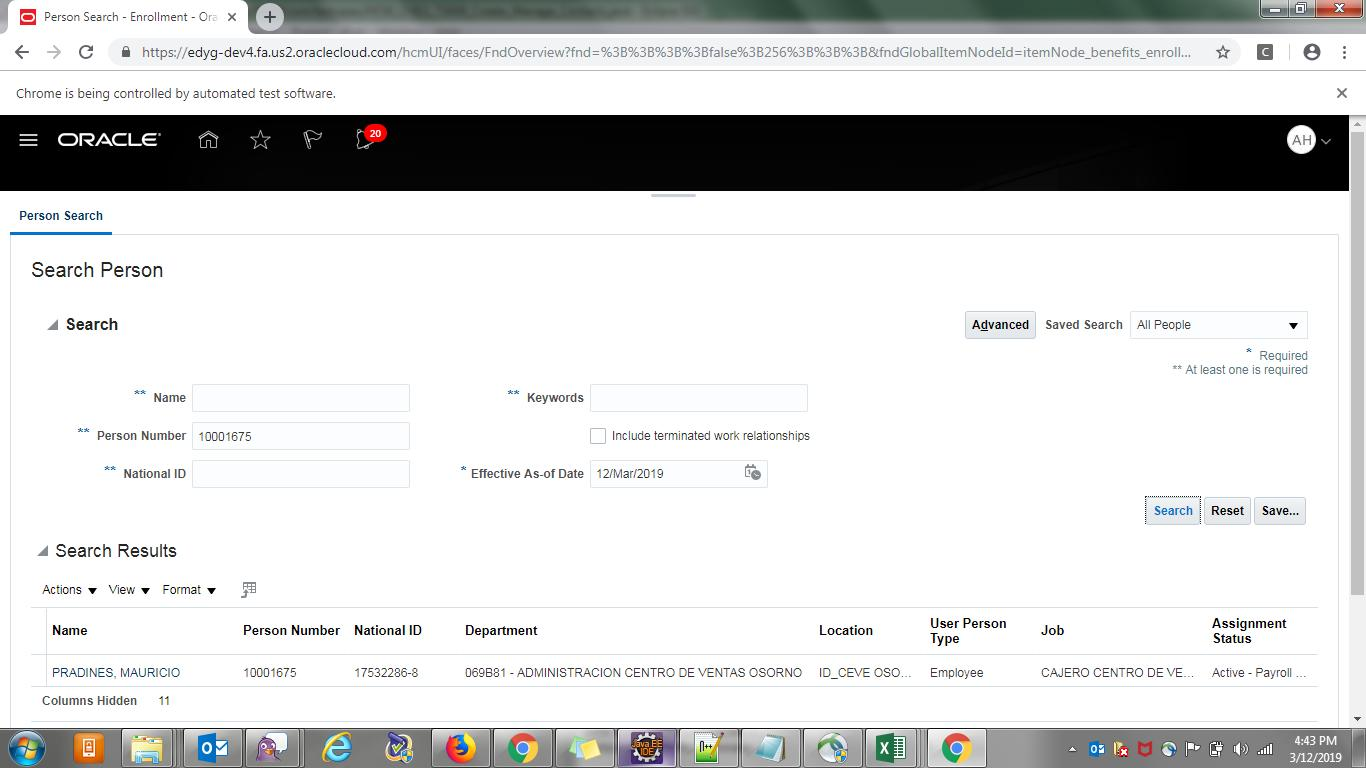 Person Search - Enrollment - Ora
https://edyg-dev4.fa.us2.oraclecloud.com/hcmUI/faces/FndOverview?fnd=%3B%3B%3B%3Bfalse%3B256%3B%3B%3B&fndGlobalItemNodeId=itemNode_benefits_enroll...
Chrome is being controlled by automated test software.
ORACLE 20 AH
Person Search
Search Person
Search
Advanced Saved Search All People
* Required
** At least one is required
** Name ** Keywords
** Person Number 10001675 Include terminated work relationships
** National ID * Effective As-of Date 12/Mar/2019
Search Reset Save...
Search Results
Actions View Format
Name Person Number National ID Department Location User Person Type Job Assignment Status
PRADINES, MAURICIO 10001675 17532286-8 069B81 - ADMINISTRACION CENTRO DE VENTAS OSORNO ID_CEVE OSO... Employee CAJERO CENTRO DE VE... Active - Payroll ...
Columns Hidden 11
Java EE IDE
4:43 PM
3/12/2019